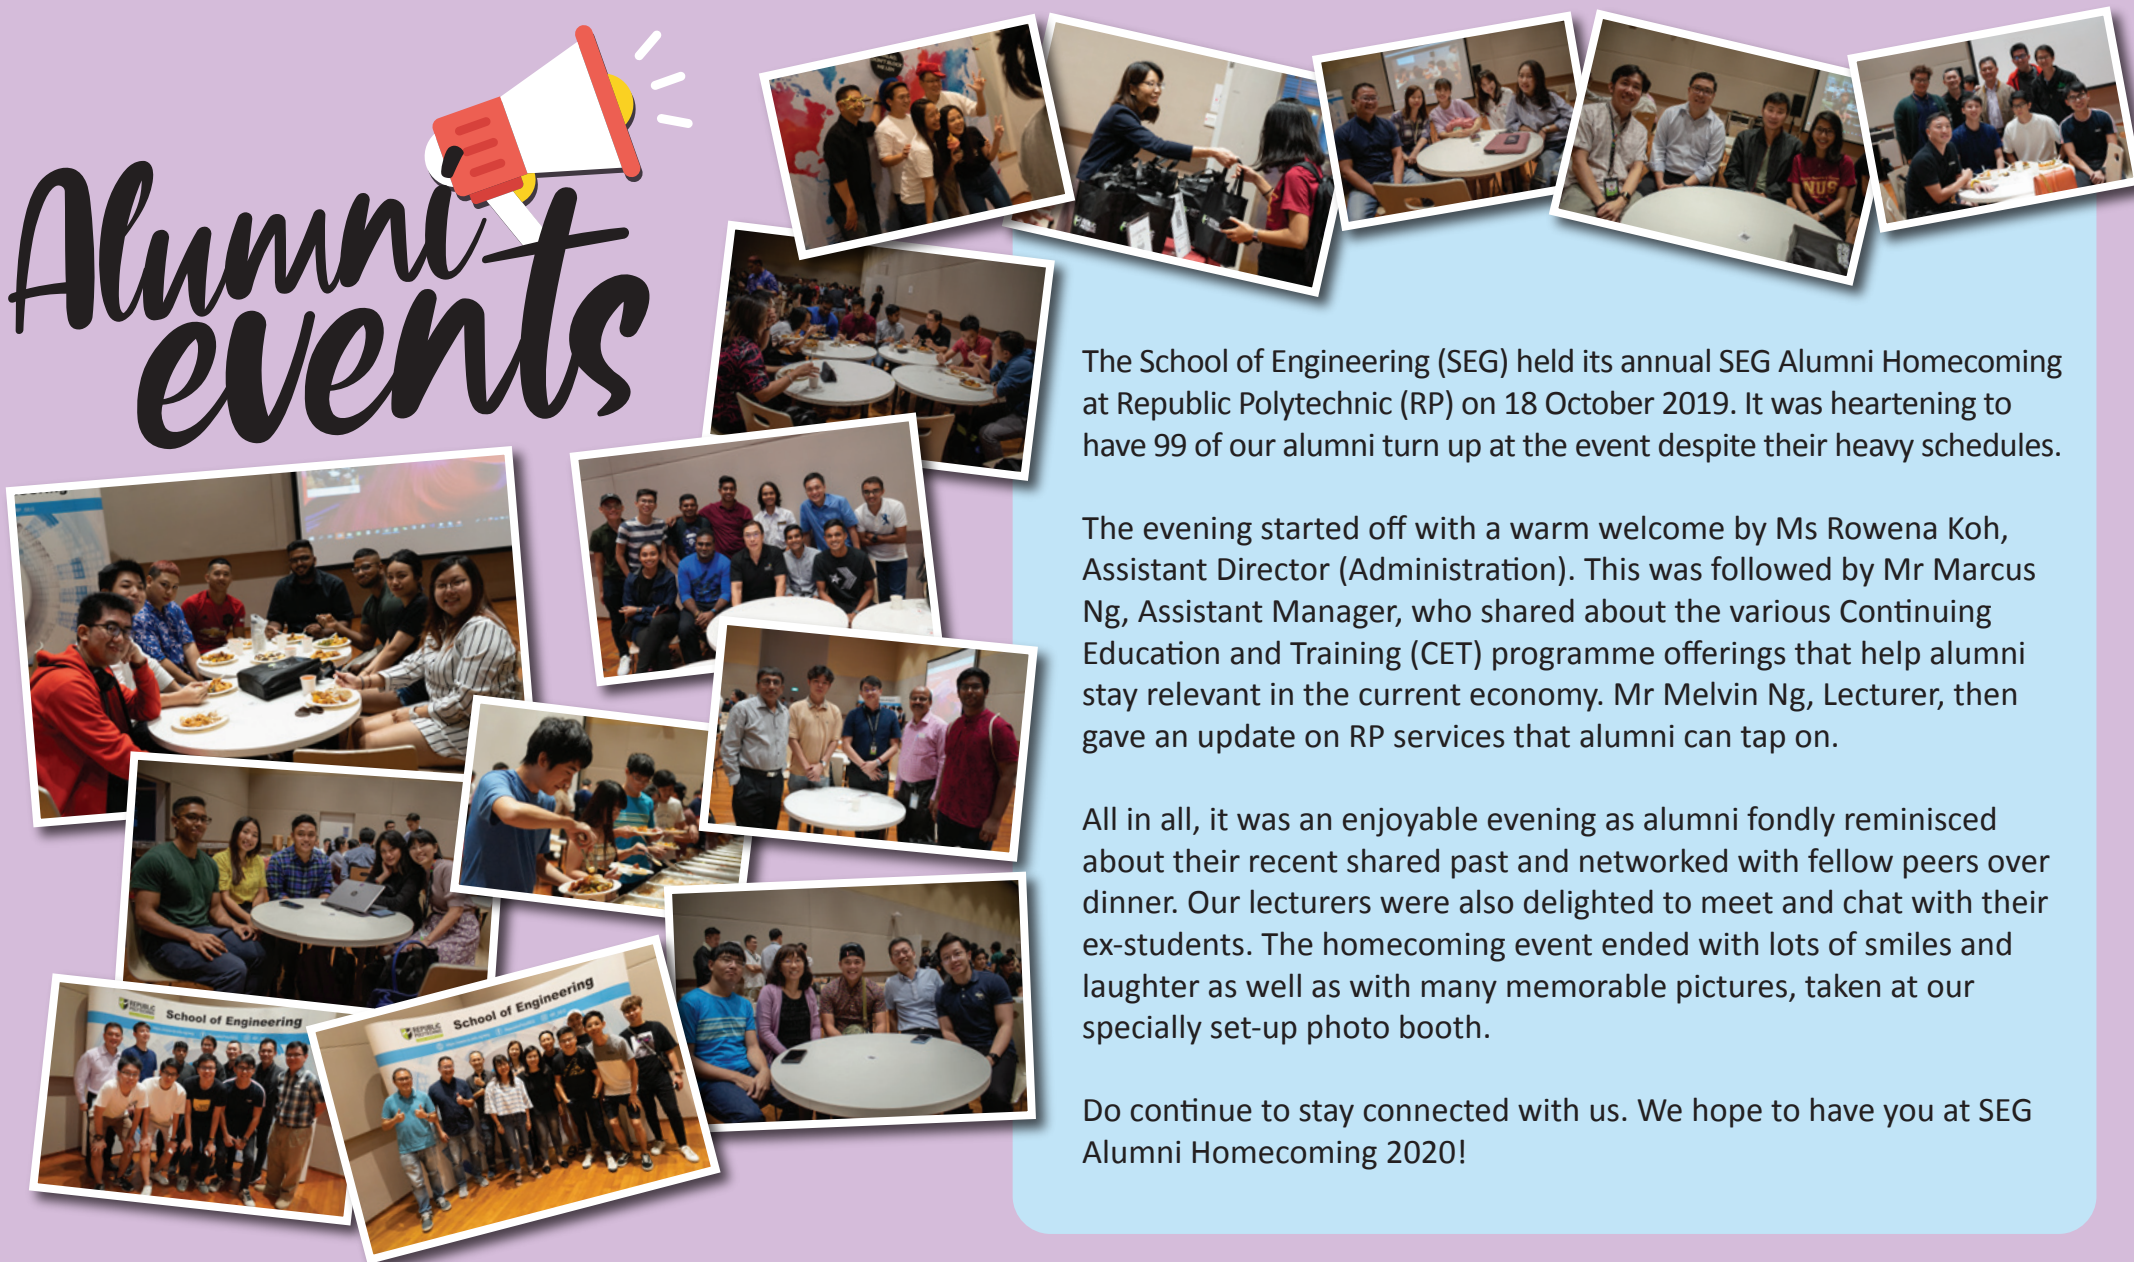 Alumni
events
The School of Engineering (SEG) held its annual SEG Alumni Homecoming
at Republic Polytechnic (RP) on 18 October 2019. It was heartening to
have 99 of our alumni turn up at the event despite their heavy schedules.
The evening started off with a warm welcome by Ms Rowena Koh,
Assistant Director (Administration). This was followed by Mr Marcus
Ng, Assistant Manager, who shared about the various Continuing
Education and Training (CET) programme offerings that help alumni
stay relevant in the current economy. Mr Melvin Ng, Lecturer, then
gave an update on RP services that alumni can tap on.
All in all, it was an enjoyable evening as alumni fondly reminisced
about their recent shared past and networked with fellow peers over
dinner. Our lecturers were also delighted to meet and chat with their
ex-students. The homecoming event ended with lots of smiles and
laughter as well as with many memorable pictures, taken at our
specially set-up photo booth.
Do continue to stay connected with us. We hope to have you at SEG
Alumni Homecoming 2020!
NUS
REPUBLIC
POLYTECHNIC
School of Engineering
REPUBLIC
POLYTECHNIC
School of Engineering